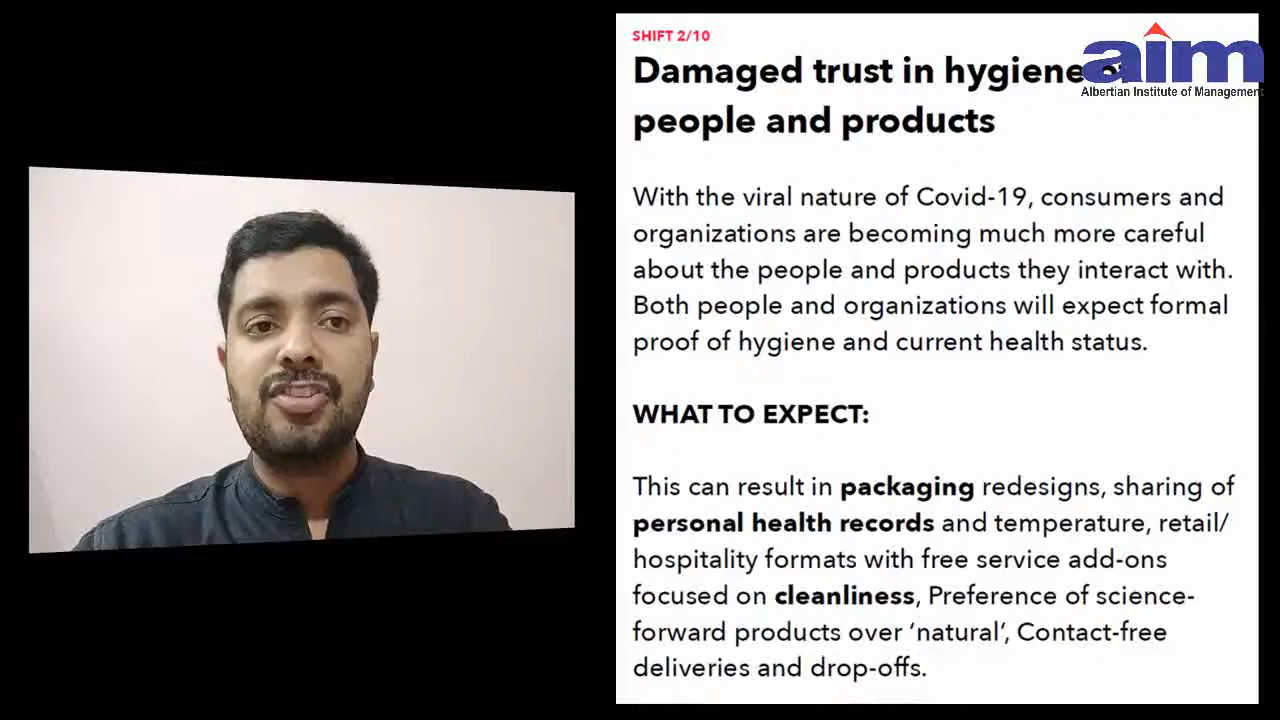 SHIFT 2/10
Damaged trust in hygiene
people and products
aim
Albertian Institute of Management
With the viral nature of Covid-19, consumers and
organizations are becoming much more careful
about the people and products they interact with.
Both people and organizations will expect formal
proof of hygiene and current health status.
WHAT TO EXPECT:
This can result in packaging redesigns, sharing of
personal health records and temperature, retail/
hospitality formats with free service add-ons
focused on cleanliness, Preference of science-
forward products over ‘natural’, Contact-free
deliveries and drop-offs.